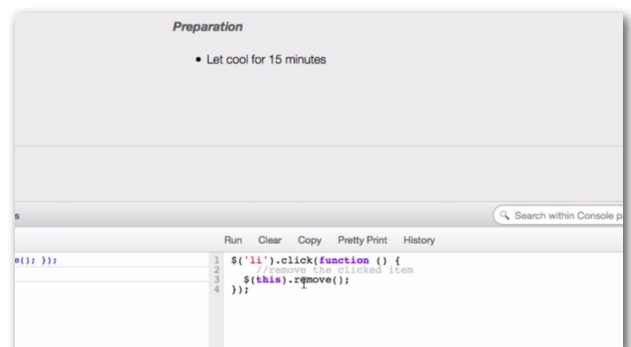 Preparation
• Let cool for 15 minutes
s
Search within Console p
Run Clear Copy Pretty Print History
o(); });
1 $('li').click(function () {
2 //remove the clicked item
3 $(this).remove();
4 });